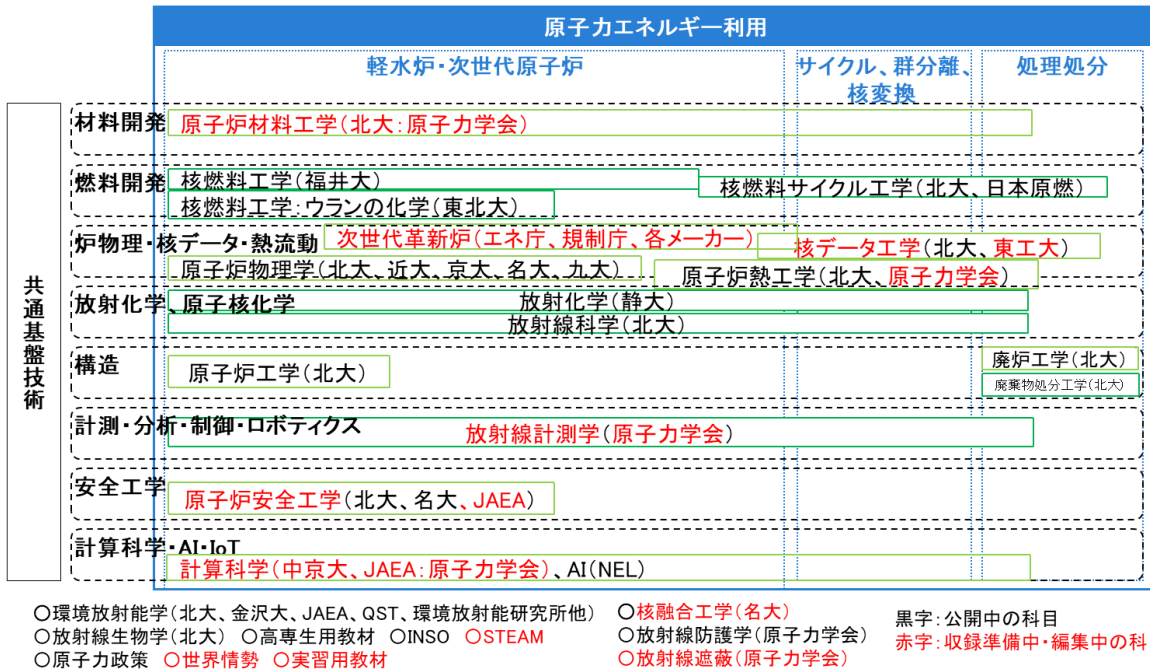 原子力エネルギー利用
軽水炉・次世代原子炉
サイクル、群分離、
核変換
処理処分
共通基盤技術
材料開発
原子炉材料工学(北大:原子力学会)
燃料開発
核燃料工学(福井大)
核燃料サイクル工学(北大、日本原燃)
核燃料工学:ウランの化学(東北大)
炉物理・核データ・熱流動
次世代革新炉(エネ庁、規制庁、各メーカー)
核データ工学(北大、東工大)
原子炉物理学(北大、近大、京大、名大、九大)
原子炉熱工学(北大、原子力学会)
放射化学、原子核化学
放射化学(静大)
放射線科学(北大)
構造
原子炉工学(北大)
廃炉工学(北大)
廃棄物処分工学(北大)
計測・分析・制御・ロボティクス
放射線計測学(原子力学会)
安全工学
原子炉安全工学(北大、名大、JAEA)
計算科学・AI・IoT
計算科学(中京大、JAEA:原子力学会)、AI(NEL)
○環境放射能学(北大、金沢大、JAEA、QST、環境放射能研究所他)
○放射線生物学(北大) ○高専生用教材 ○INSO ○STEAM
○原子力政策 ○世界情勢 ○実習用教材
○核融合工学(名大)
○放射線防護学(原子力学会)
○放射線遮蔽(原子力学会)
黒字:公開中の科目
赤字:収録準備中・編集中の科